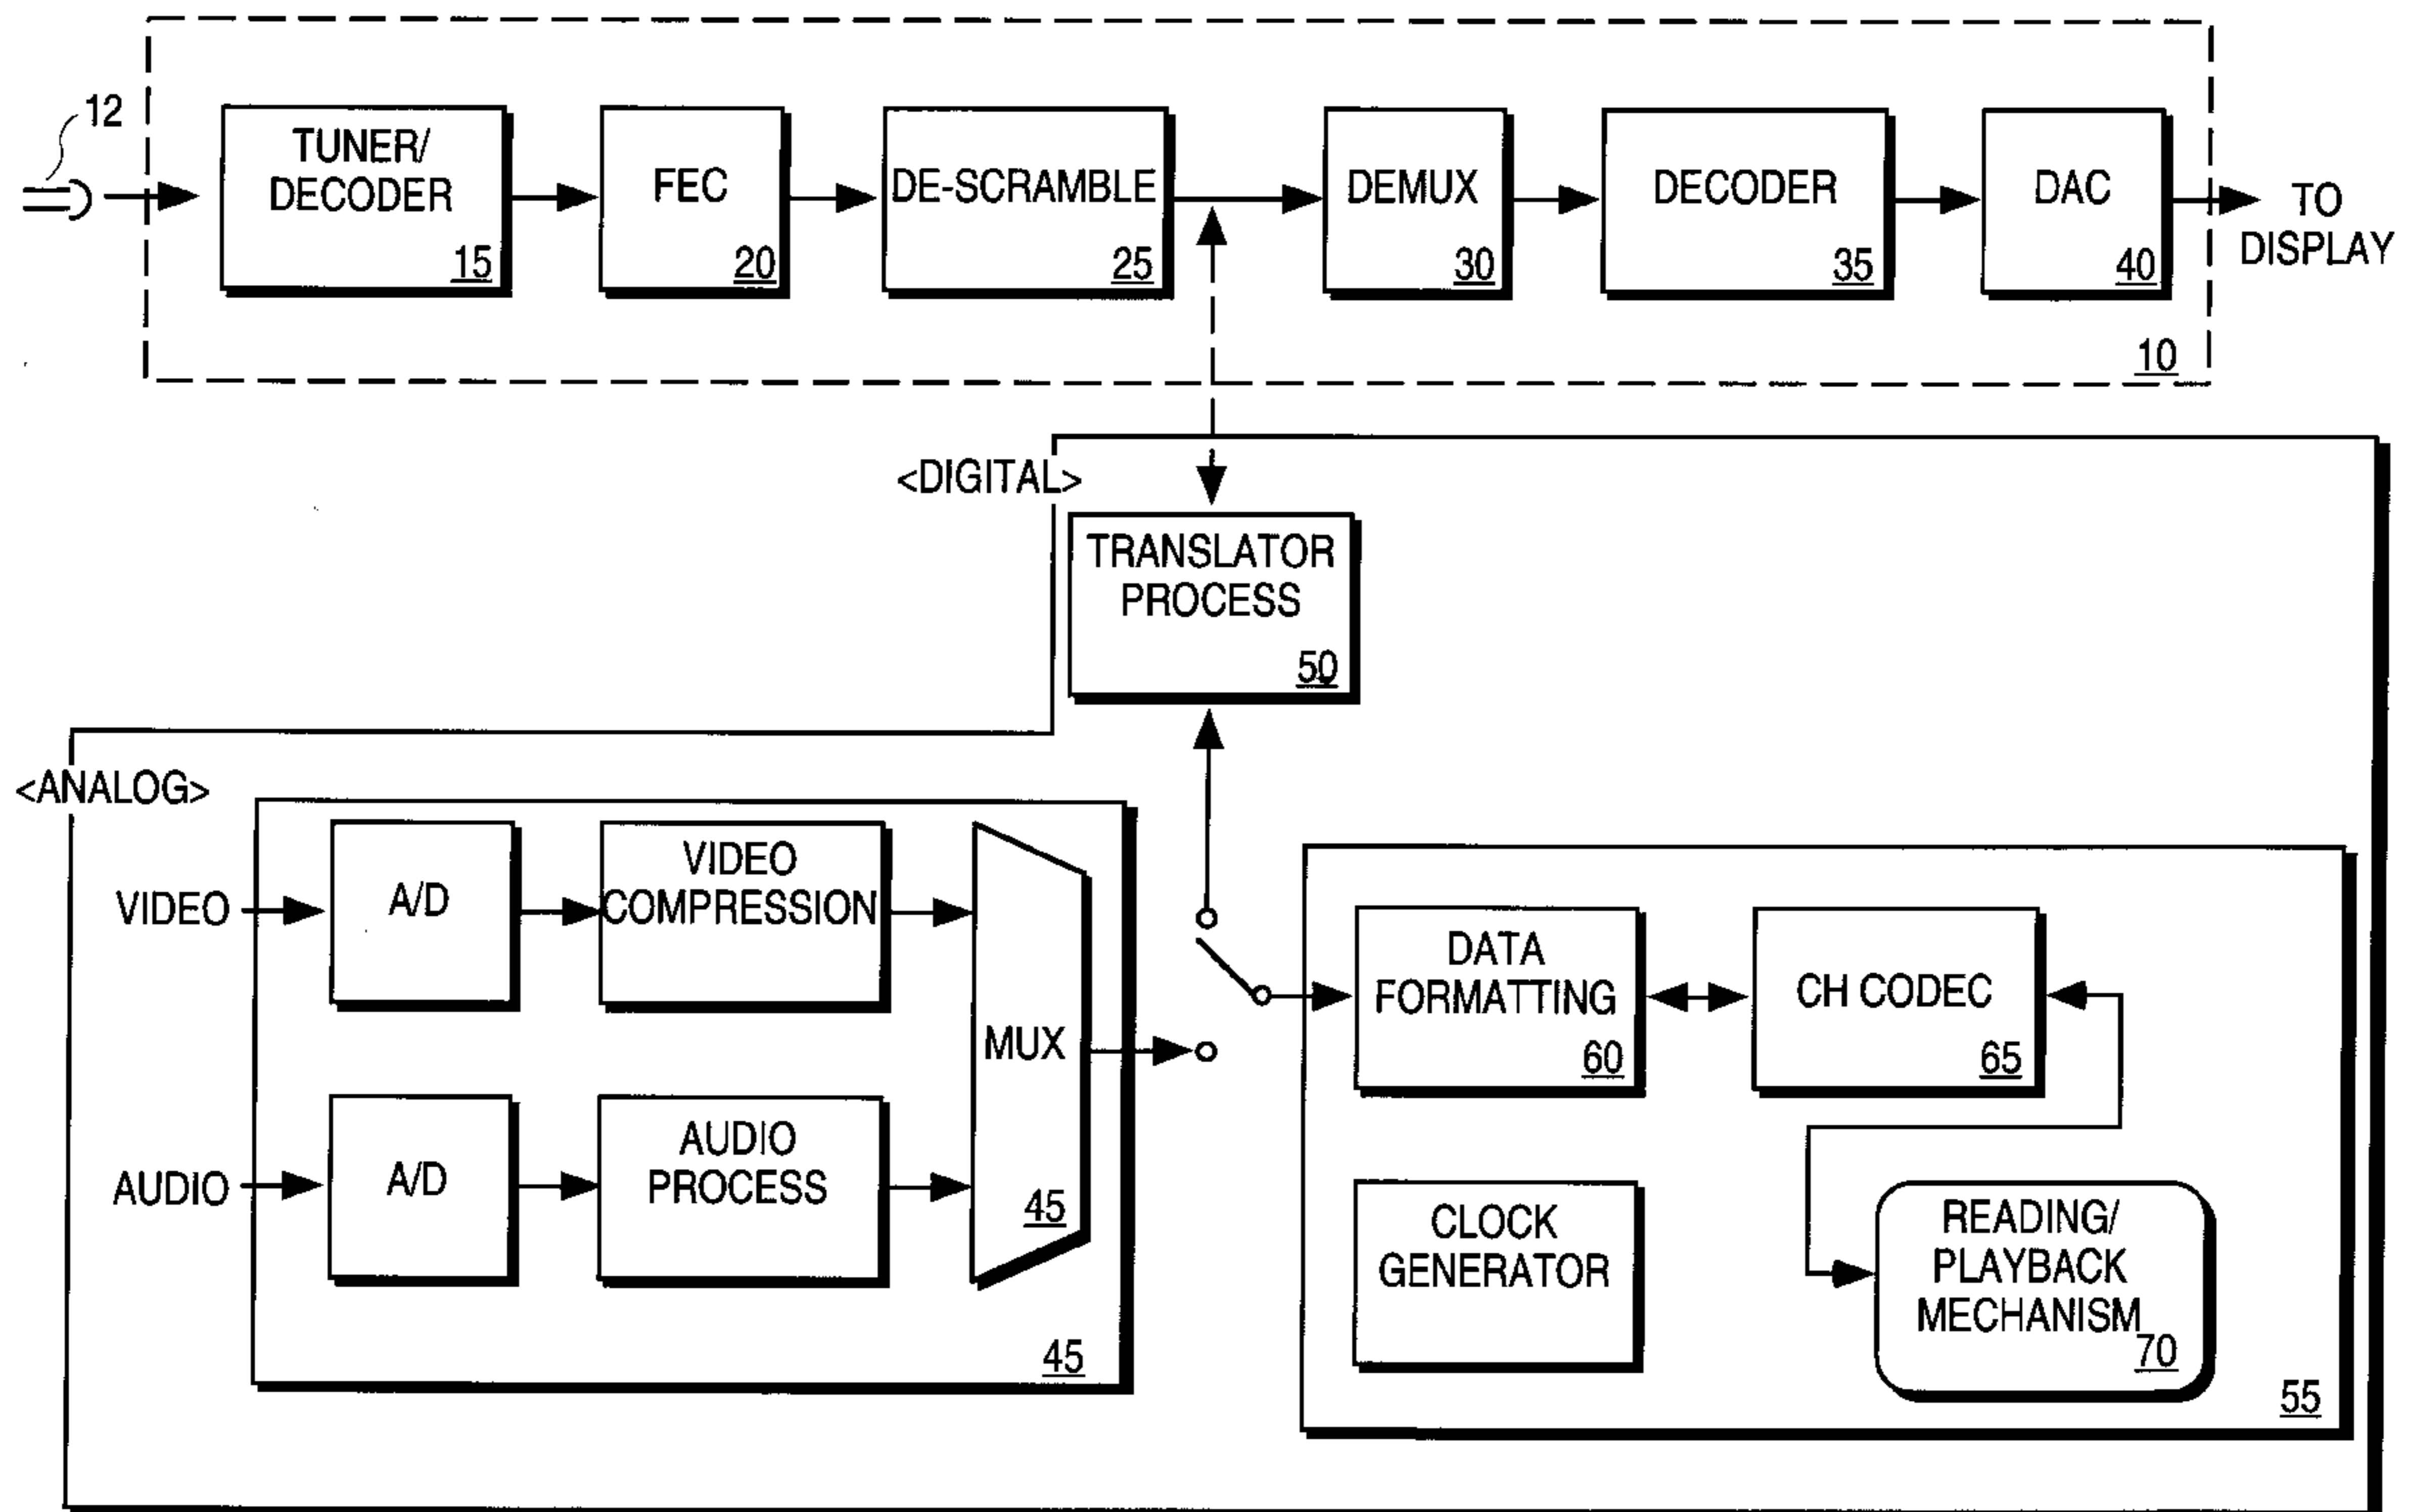 12
TUNER/
DECODER
15
FEC
20
DE-SCRAMBLE
25
DEMUX
30
DECODER
35
DAC
40
TO
DISPLAY
10
<DIGITAL>
TRANSLATOR
PROCESS
50
<ANALOG>
VIDEO
A/D
VIDEO
COMPRESSION
MUX
45
AUDIO
A/D
AUDIO
PROCESS
45
DATA
FORMATTING
60
CH CODEC
65
CLOCK
GENERATOR
READING/
PLAYBACK
MECHANISM
70
55